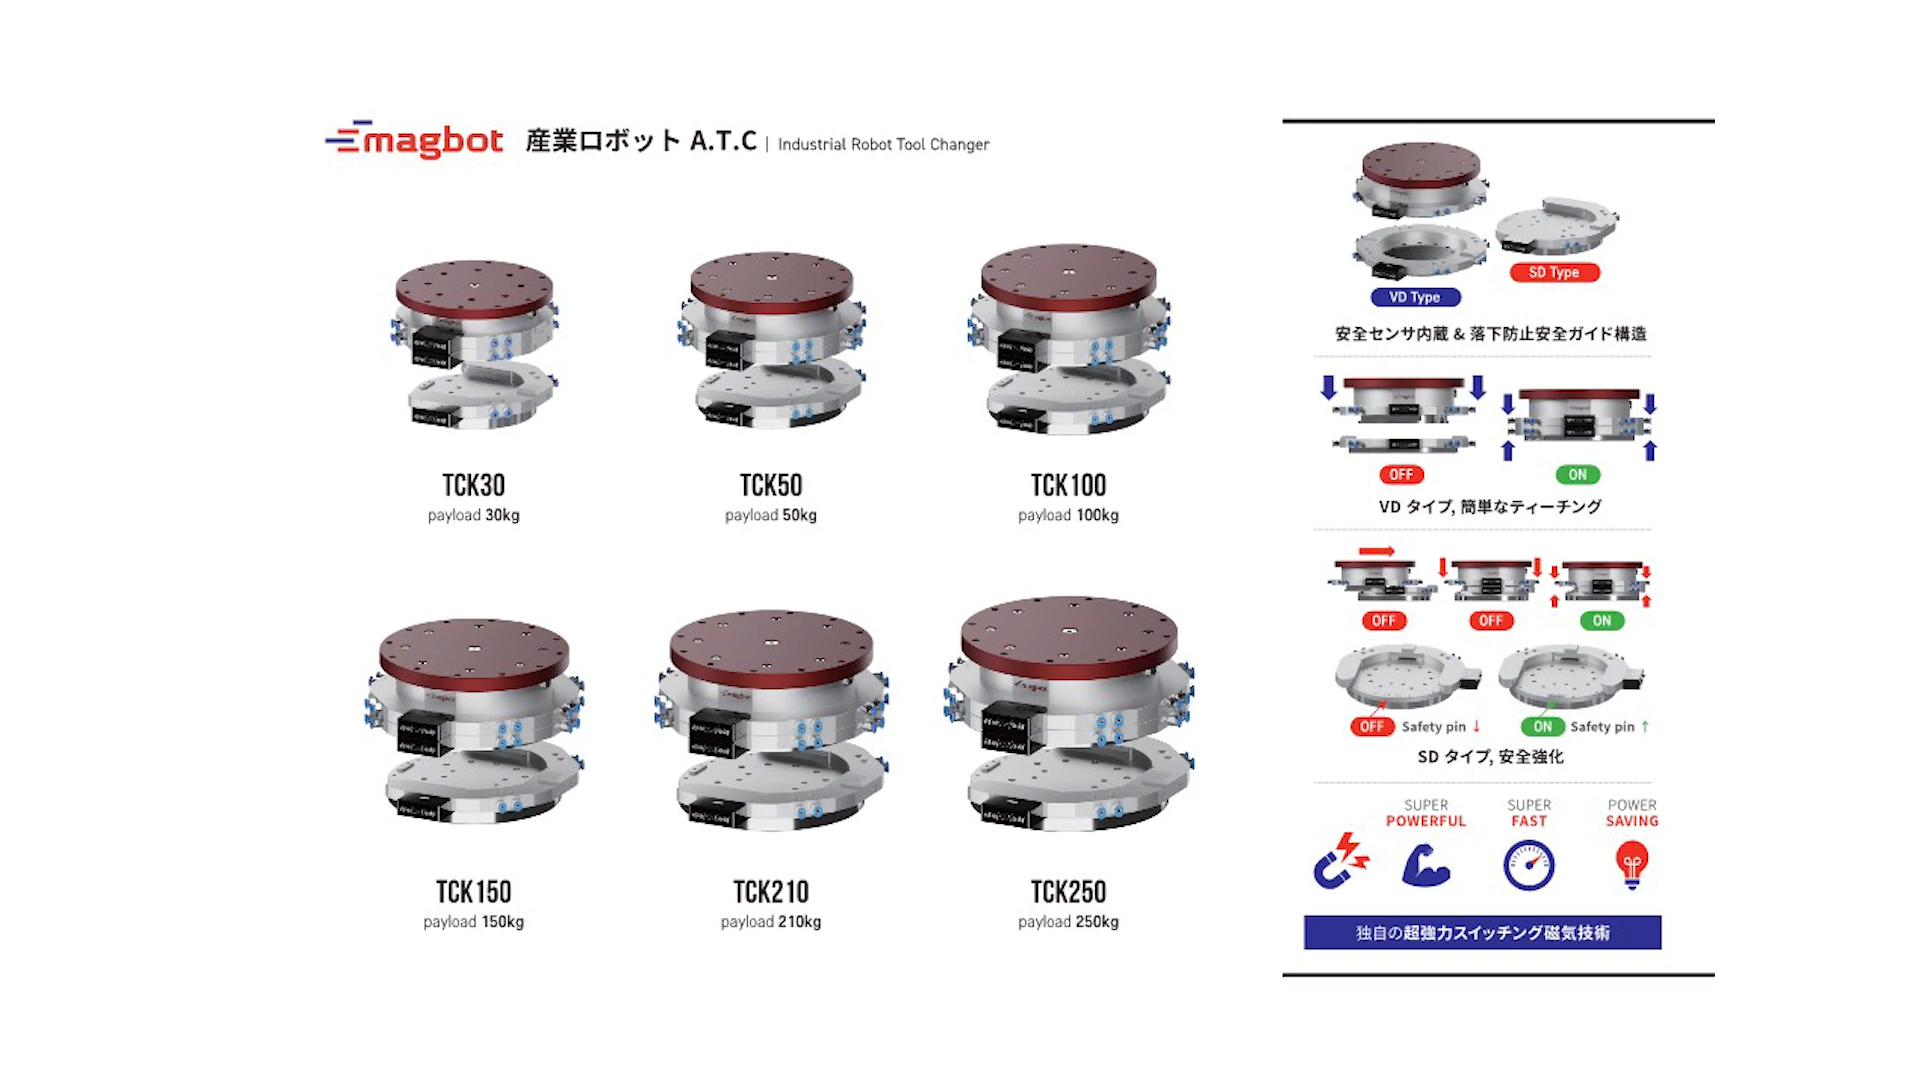 magbot 産業ロボット A.T.C | Industrial Robot Tool Changer
TCK30
payload 30kg
TCK50
payload 50kg
TCK100
payload 100kg
TCK150
payload 150kg
TCK210
payload 210kg
TCK250
payload 250kg
SD Type
VD Type
安全センサ内蔵 & 落下防止安全ガイド構造
OFF
ON
VD タイプ, 簡単なティーチング
OFF
OFF
ON
OFF Safety pin ↓
ON Safety pin ↑
SD タイプ, 安全強化
SUPER
POWERFUL
SUPER
FAST
POWER
SAVING
独自の超強力スイッチング磁気技術